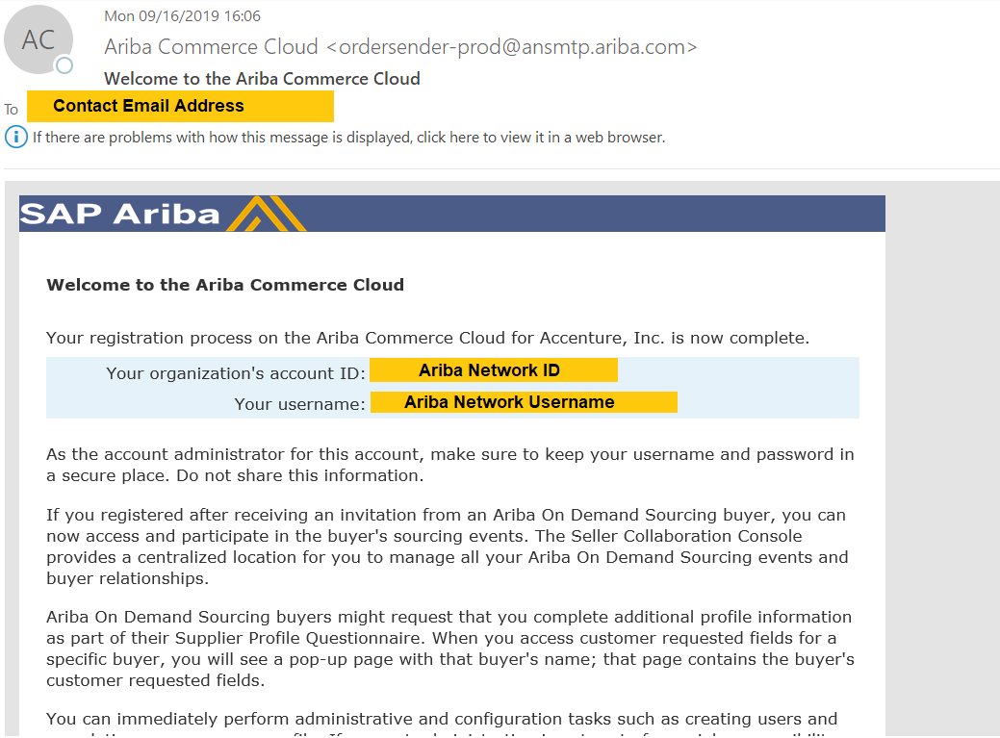 AC
Mon 09/16/2019 16:06
Ariba Commerce Cloud <ordersender-prod@ansmtp.ariba.com>
Welcome to the Ariba Commerce Cloud
To Contact Email Address
If there are problems with how this message is displayed, click here to view it in a web browser.
SAP Ariba
Welcome to the Ariba Commerce Cloud
Your registration process on the Ariba Commerce Cloud for Accenture, Inc. is now complete.
Your organization's account ID: Ariba Network ID
Your username: Ariba Network Username
As the account administrator for this account, make sure to keep your username and password in
a secure place. Do not share this information.
If you registered after receiving an invitation from an Ariba On Demand Sourcing buyer, you can
now access and participate in the buyer's sourcing events. The Seller Collaboration Console
provides a centralized location for you to manage all your Ariba On Demand Sourcing events and
buyer relationships.
Ariba On Demand Sourcing buyers might request that you complete additional profile information
as part of their Supplier Profile Questionnaire. When you access customer requested fields for a
specific buyer, you will see a pop-up page with that buyer's name; that page contains the buyer's
customer requested fields.
You can immediately perform administrative and configuration tasks such as creating users and